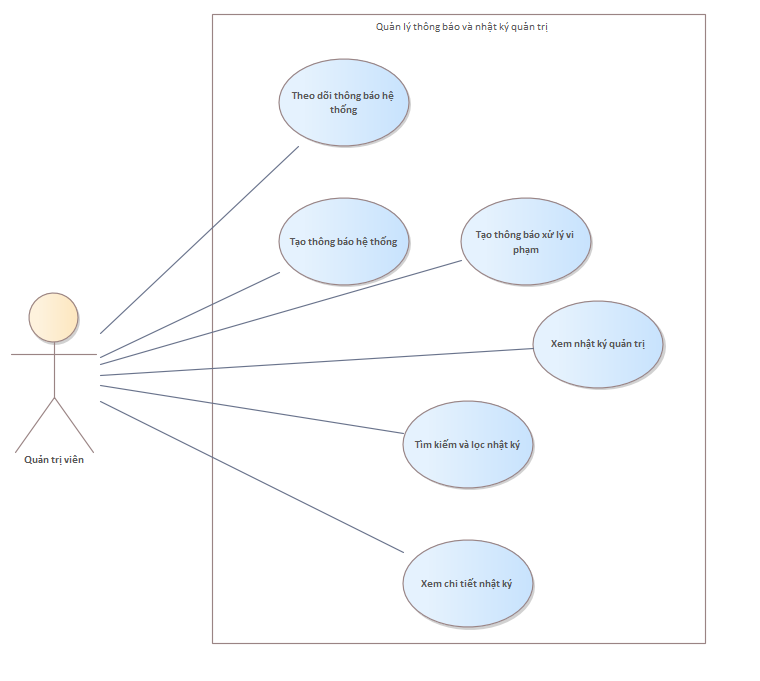 Quản lý thông báo và nhật ký quản trị
Theo dõi thông báo hệ
thống
Tạo thông báo hệ thống
Tạo thông báo xử lý vi
phạm
Xem nhật ký quản trị
Tìm kiếm và lọc nhật ký
Quản trị viên
Xem chi tiết nhật ký